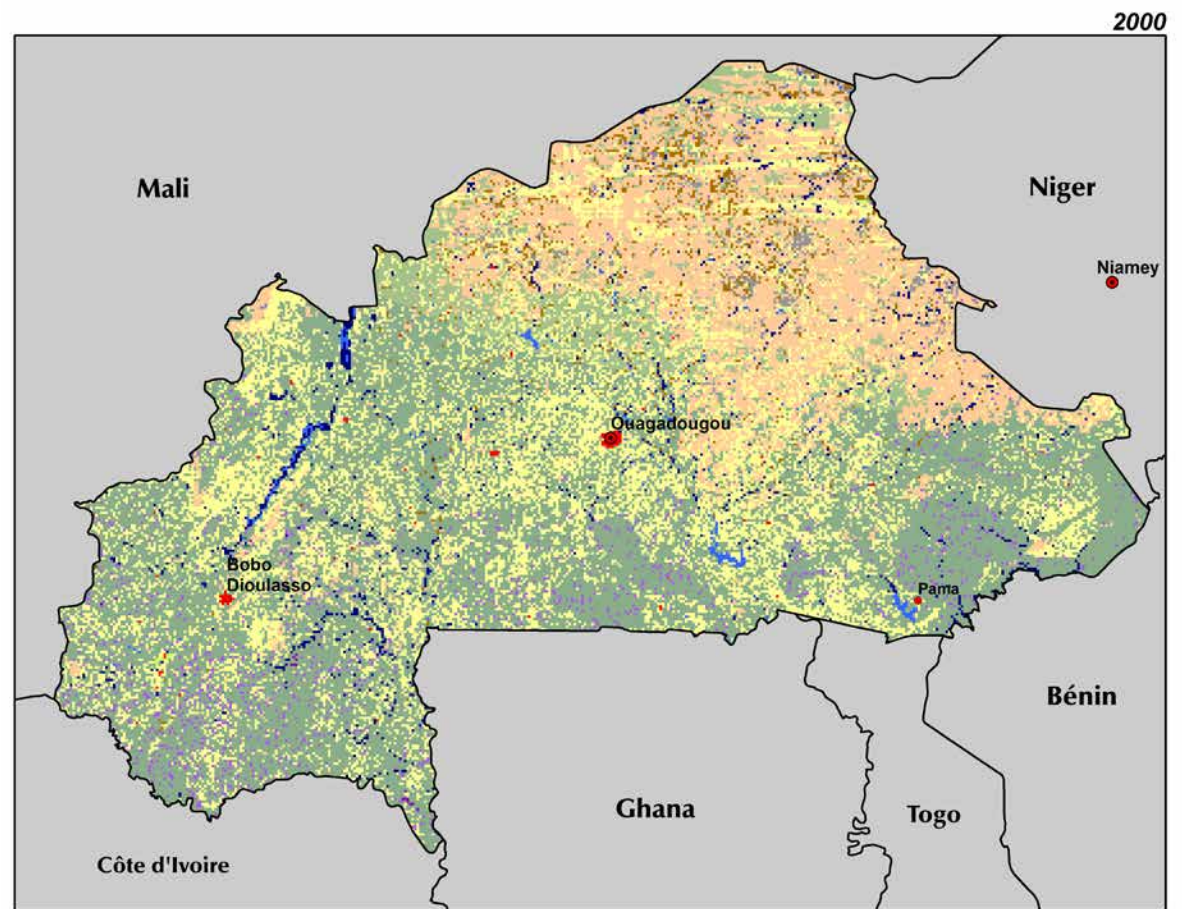 2000
Mali
Niger
Niamey
Ouagadougou
Bobo
Dioulasso
Pama
Bénin
Ghana
Togo
Côte d'Ivoire